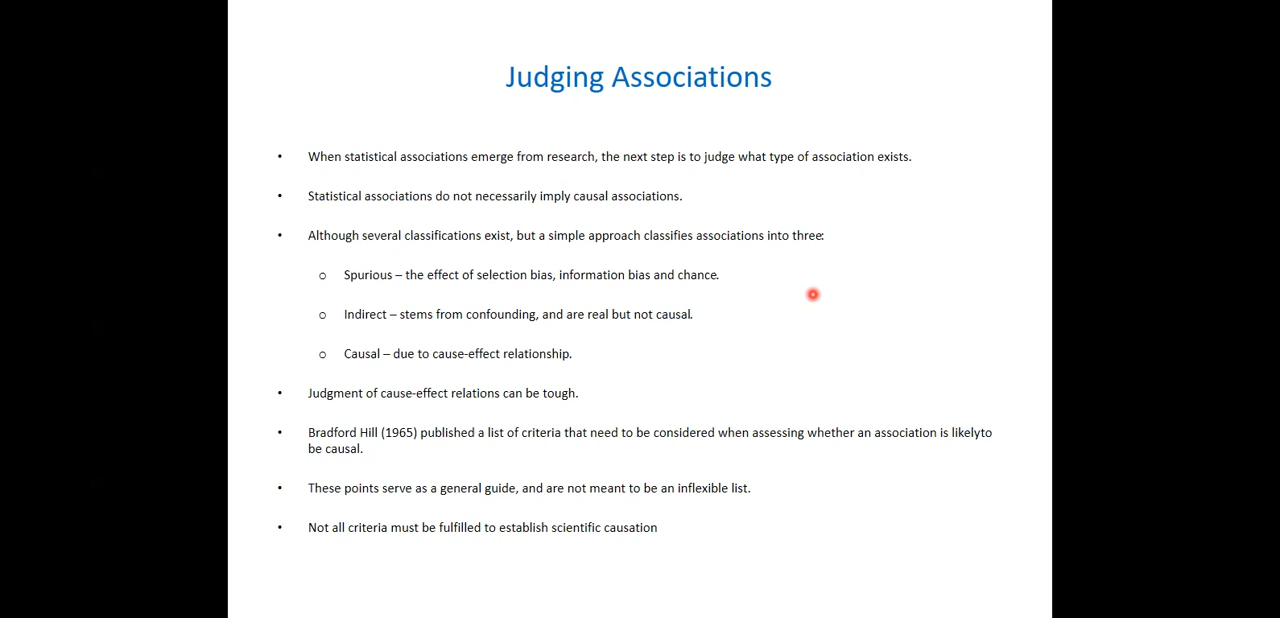 Judging Associations
• When statistical associations emerge from research, the next step is to judge what type of association exists.
• Statistical associations do not necessarily imply causal associations.
• Although several classifications exist, but a simple approach classifies associations into three:
o Spurious – the effect of selection bias, information bias and chance.
o Indirect – stems from confounding, and are real but not causal.
o Causal – due to cause-effect relationship.
• Judgment of cause-effect relations can be tough.
• Bradford Hill (1965) published a list of criteria that need to be considered when assessing whether an association is likelyto
be causal.
• These points serve as a general guide, and are not meant to be an inflexible list.
• Not all criteria must be fulfilled to establish scientific causation